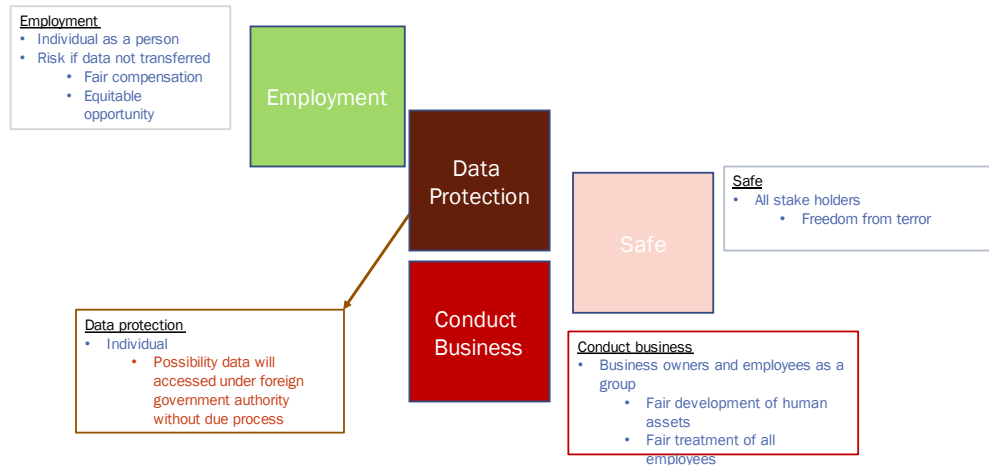 Employment
• Individual as a person
• Risk if data not transferred
• Fair compensation
• Equitable
opportunity
Employment
Data
Protection
Safe
• All stake holders
• Freedom from terror
Safe
Conduct
Business
Data protection
• Individual
• Possibility data will
accessed under foreign
government authority
without due process
Conduct business
• Business owners and employees as a
group
• Fair development of human
assets
• Fair treatment of all
employees